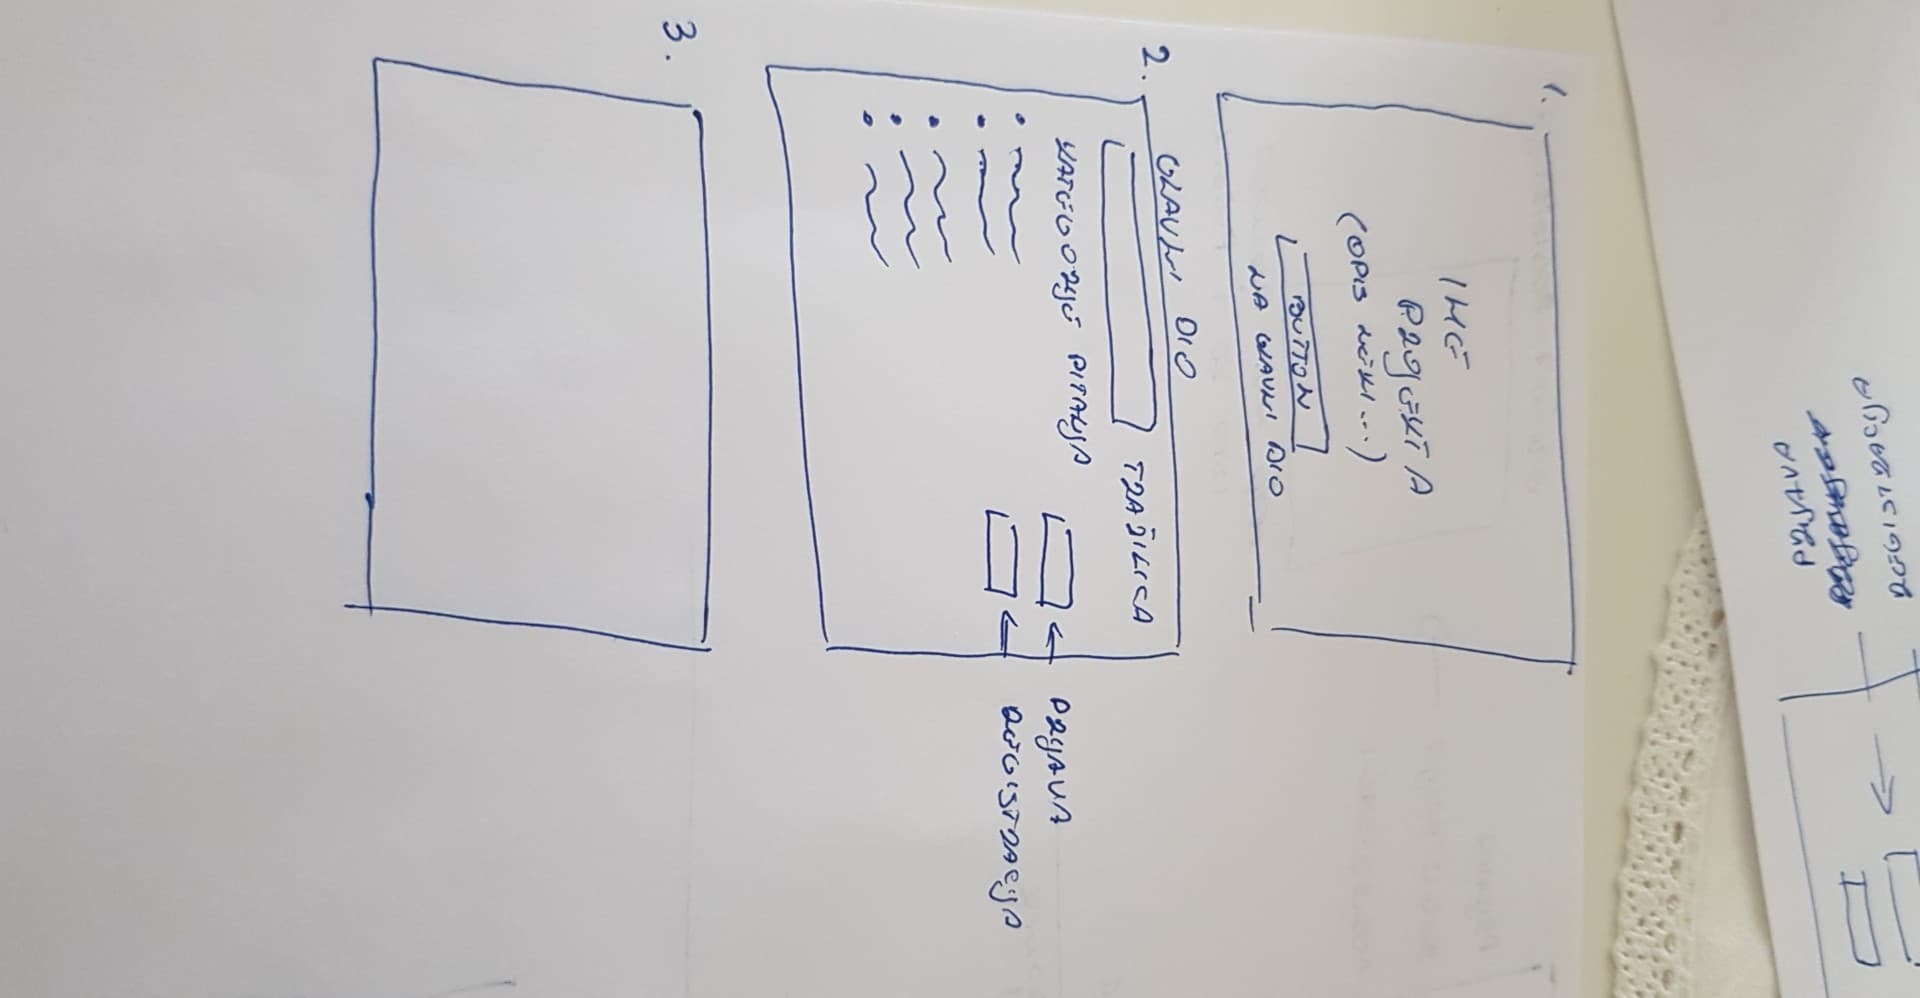 1.
IME
PROJEKTA
(OPIS NEKI...)
BUTTON
NA GLAVNI DIO
2.
GLAVNI DIO
TRAŽILICA
KATEGORIJE PITANJA
PRIJAVA
REGISTRACIJA
3.
REGISTRACIJA
PRIJAVA